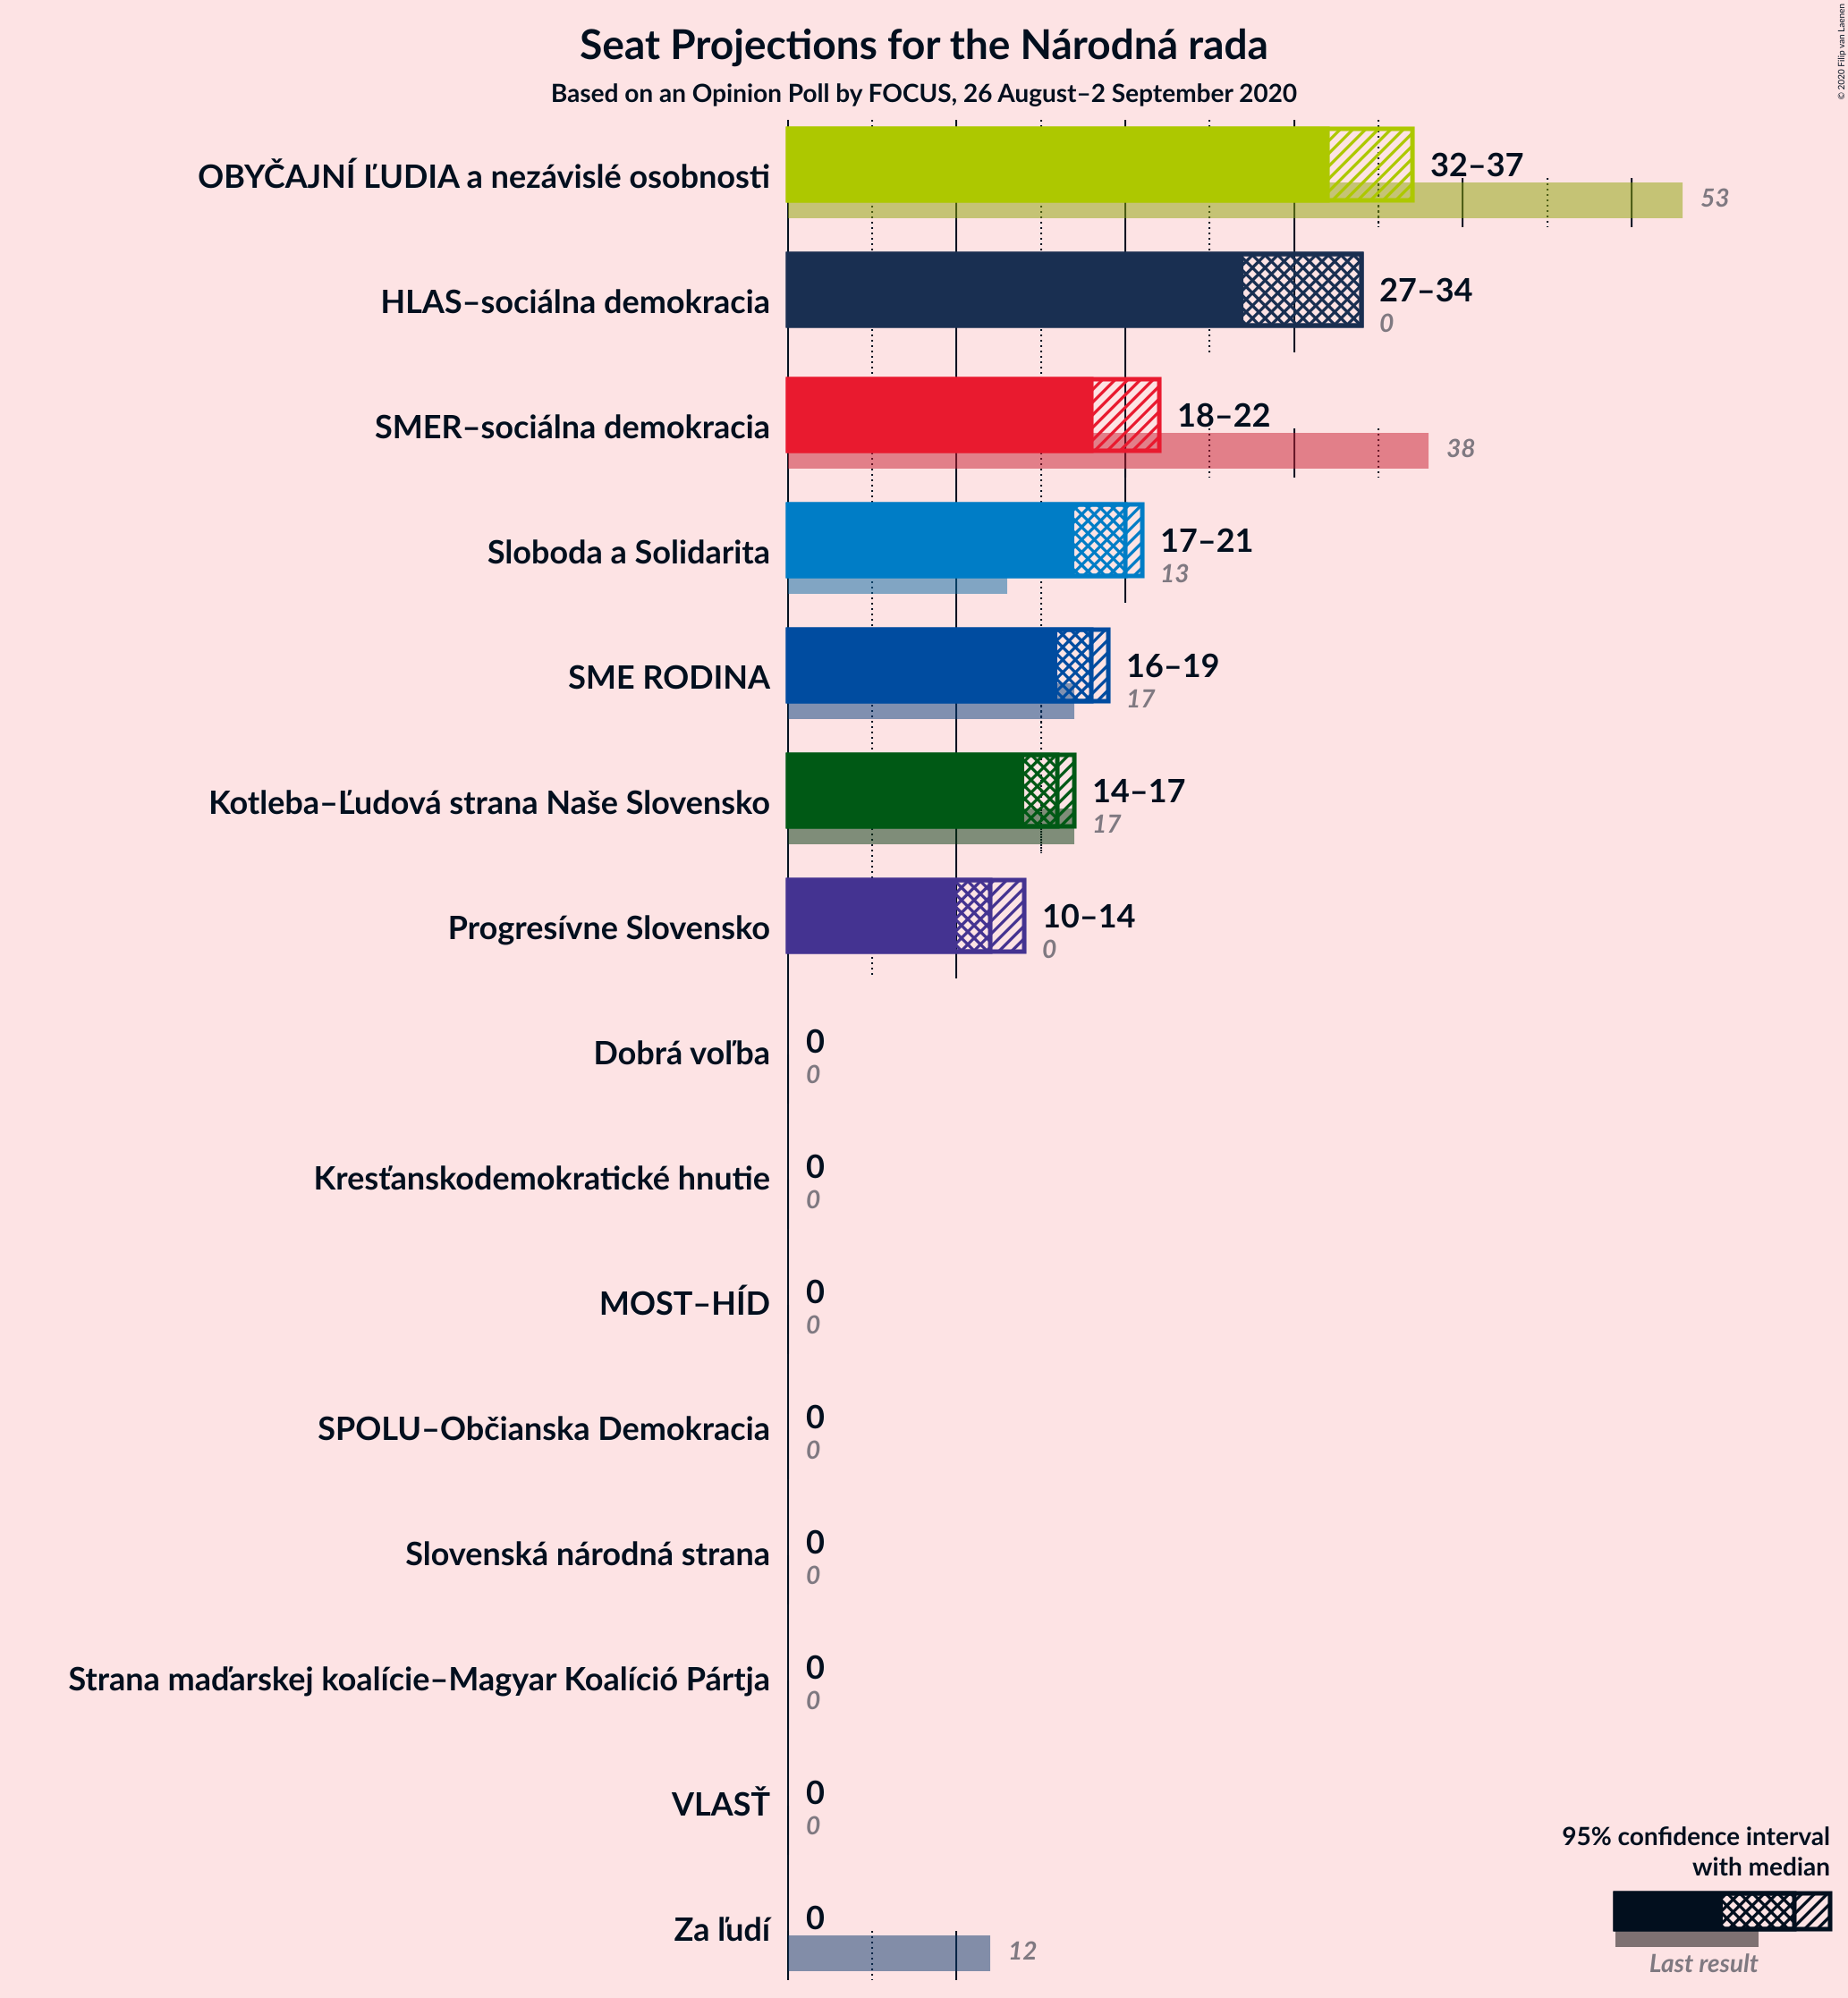 Seat Projections for the Národná rada
Based on an Opinion Poll by FOCUS, 26 August–2 September 2020
© 2020 Filip van Laenen
OBYČAJNÍ ĽUDIA a nezávislé osobnosti
32–37
53
HLAS–sociálna demokracia
27–34
0
SMER–sociálna demokracia
18–22
38
Sloboda a Solidarita
17–21
13
SME RODINA
16–19
17
Kotleba–Ľudová strana Naše Slovensko
14–17
17
Progresívne Slovensko
10–14
0
Dobrá voľba
0
0
Kresťanskodemokratické hnutie
0
0
MOST–HÍD
0
0
SPOLU–Občianska Demokracia
0
0
Slovenská národná strana
0
0
Strana maďarskej koalície–Magyar Koalíció Pártja
0
0
VLASŤ
0
0
Za ľudí
0
12
95% confidence interval
with median
Last result